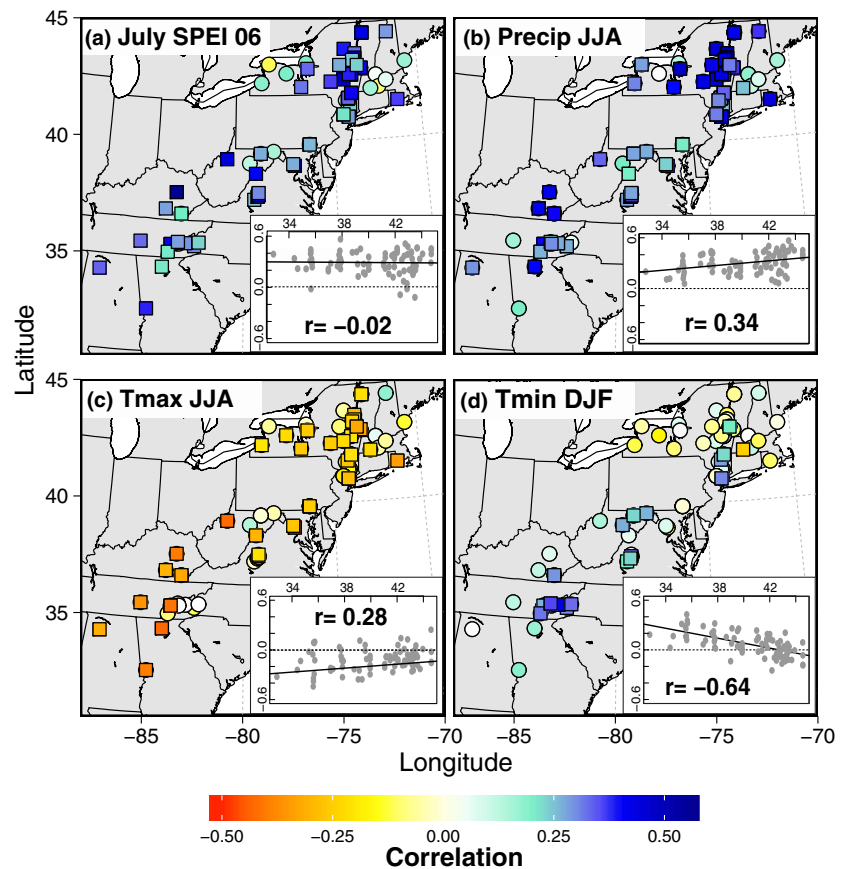 (a) July SPEI 06
(b) Precip JJA
45
40
35
34 38 42
0.6
0.0
−0.6
r= −0.02
34 38 42
0.6
0.0
−0.6
r= 0.34
Latitude
(c) Tmax JJA
(d) Tmin DJF
45
40
35
34 38 42
0.6
0.0
−0.6
r= 0.28
34 38 42
0.6
0.0
−0.6
r= −0.64
−85 −80 −75 −70
−85 −80 −75 −70
Longitude
−0.50 −0.25 0.00 0.25 0.50
Correlation